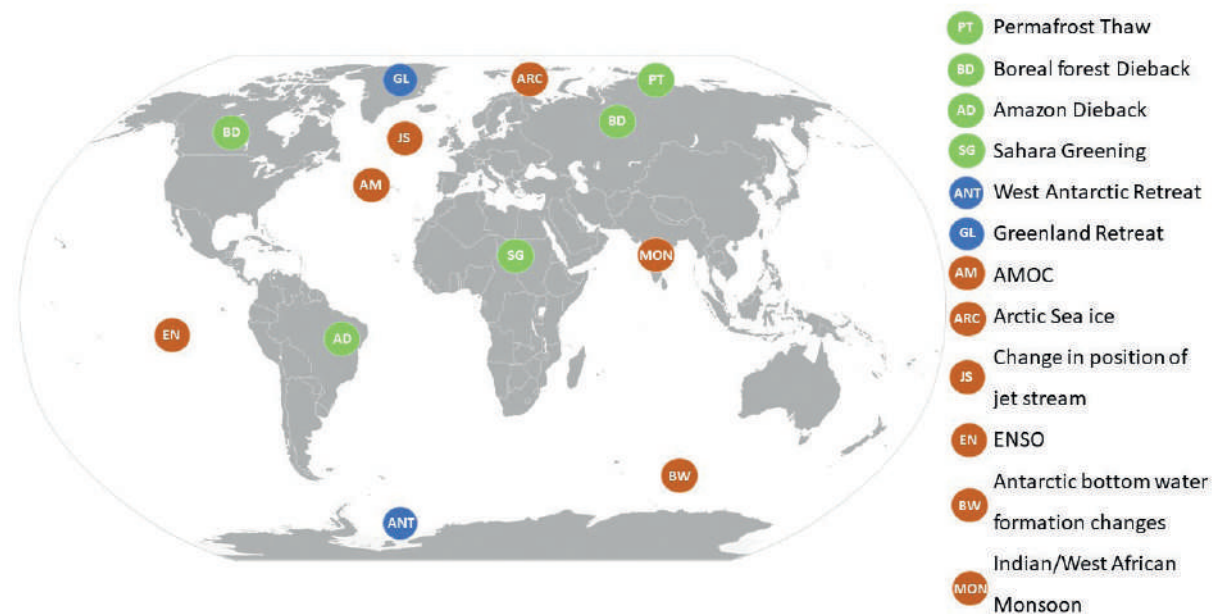 GL
ARC
PT
BD
BD
JS
AM
SG
MON
EN
AD
BW
ANT
PT Permafrost Thaw
BD Boreal forest Dieback
AD Amazon Dieback
SG Sahara Greening
ANT West Antarctic Retreat
GL Greenland Retreat
AM AMOC
ARC Arctic Sea ice
Change in position of
JS
jet stream
EN ENSO
Antarctic bottom water
BW
formation changes
Indian/West African
MON
Monsoon